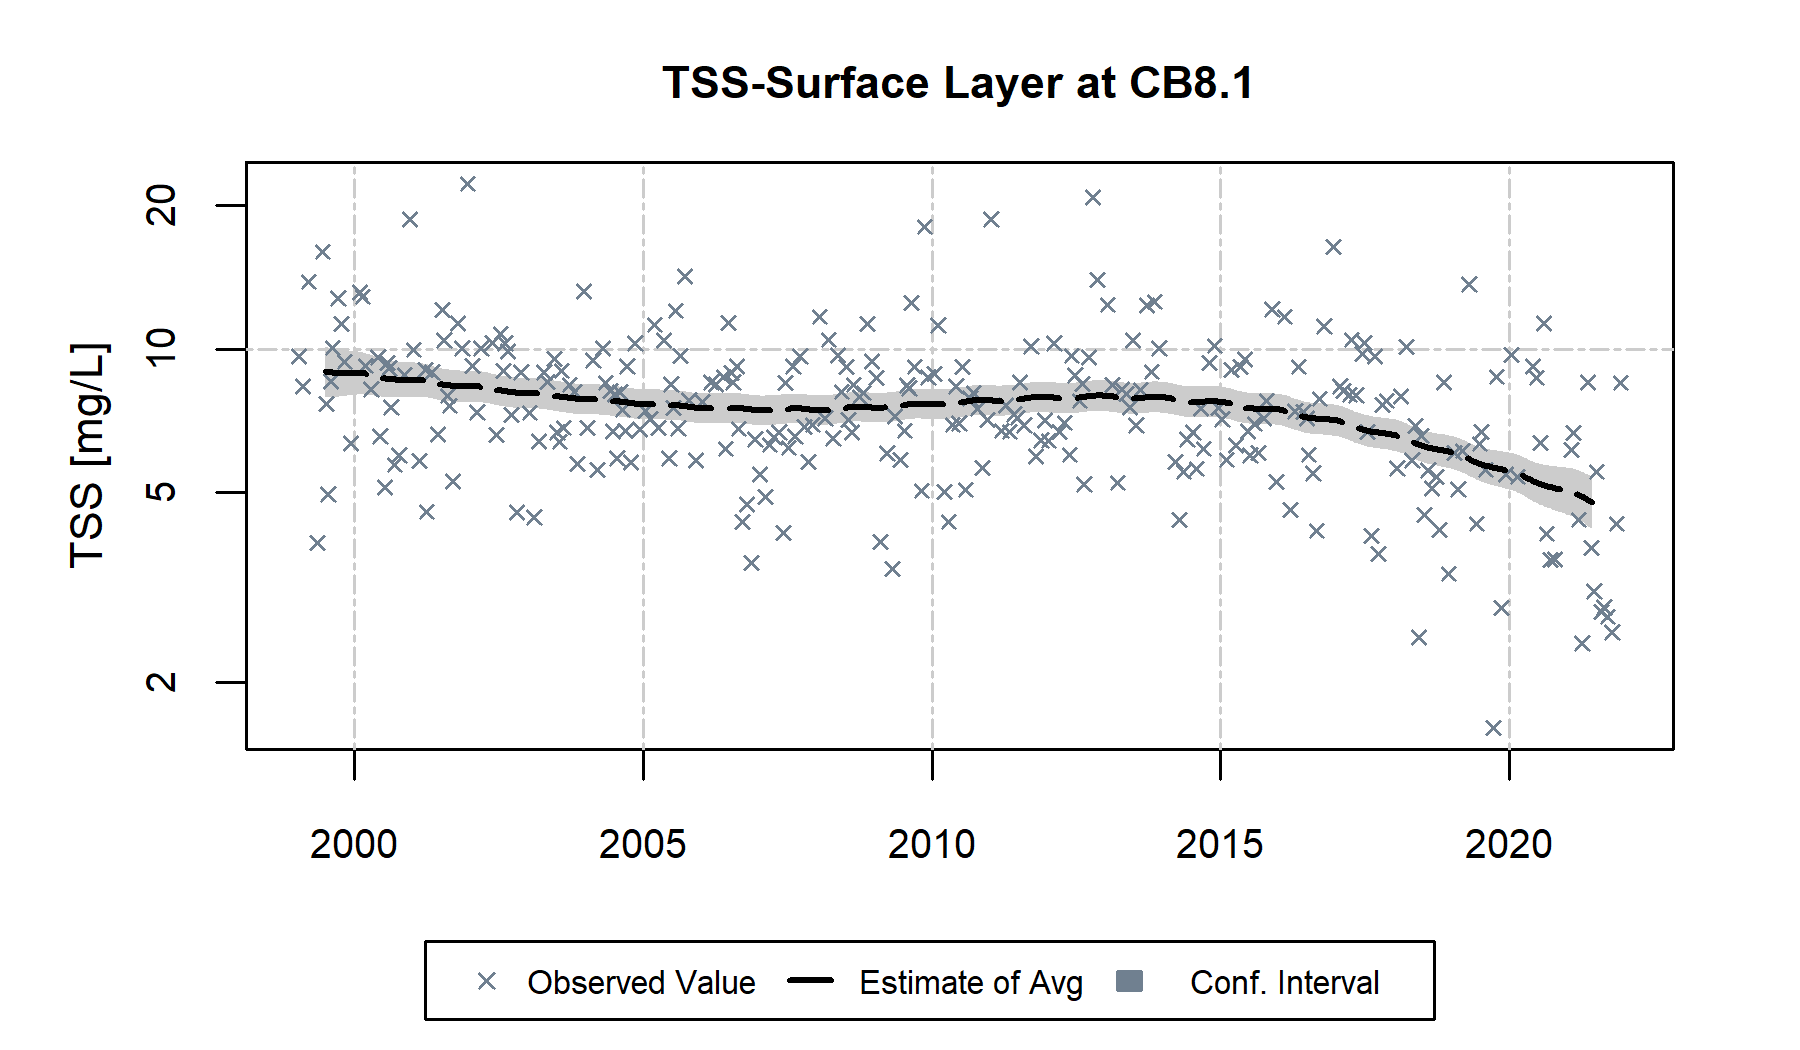 TSS-Surface Layer at CB8.1
TSS [mg/L]
20
10
5
2
2000 2005 2010 2015 2020
Observed Value Estimate of Avg Conf. Interval